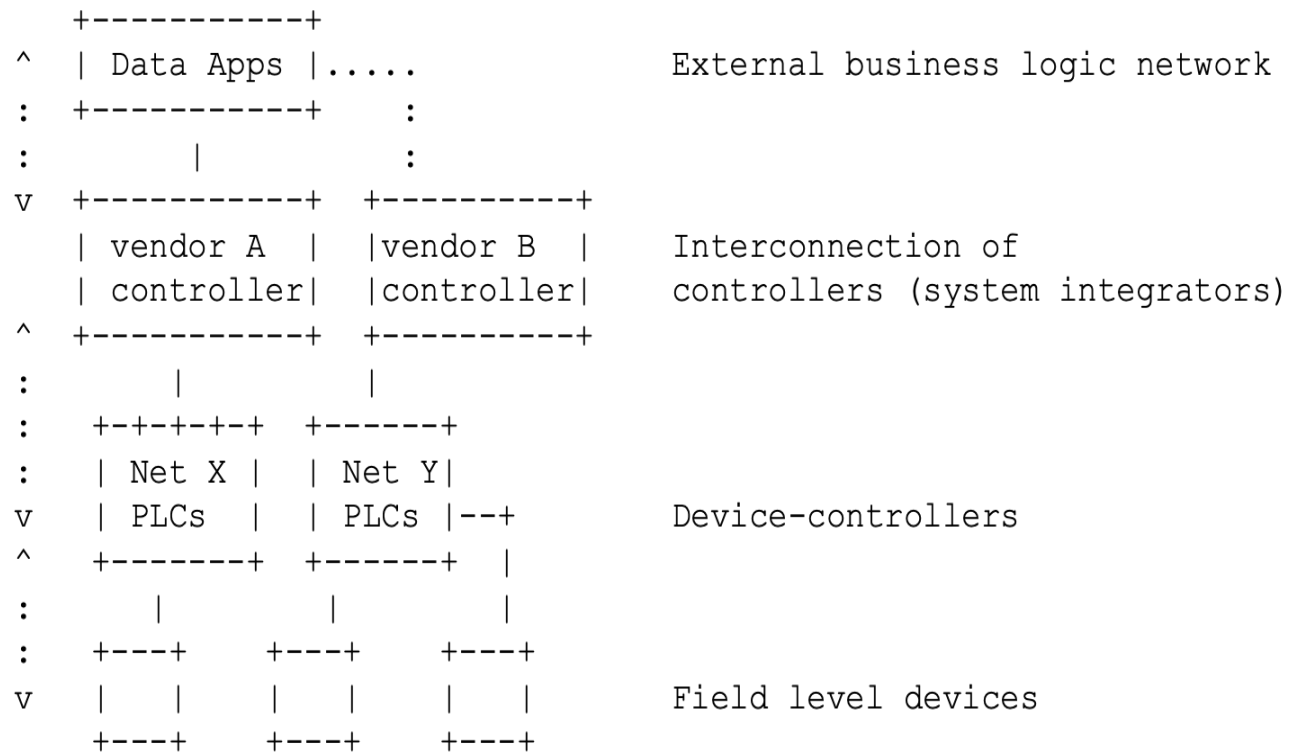 +-----------+
^   | Data Apps |.....                 External business logic network
:   +-----------+     :
:         |           :
v   +-----------+   +----------+
    | vendor A  |   |vendor B  |       Interconnection of
    | controller|   |controller|       controllers (system integrators)
^   +-----------+   +----------+
:        |            |
:    +-+-+-+-+-+   +------+
:    | Net X |   | Net Y|
v    | PLCs  |   | PLCs |--+           Device-controllers
^    +-------+   +------+  |
:       |          |        |
:    +---+     +---+     +---+
v    |   |     |   |     |   |         Field level devices
     +---+     +---+     +---+